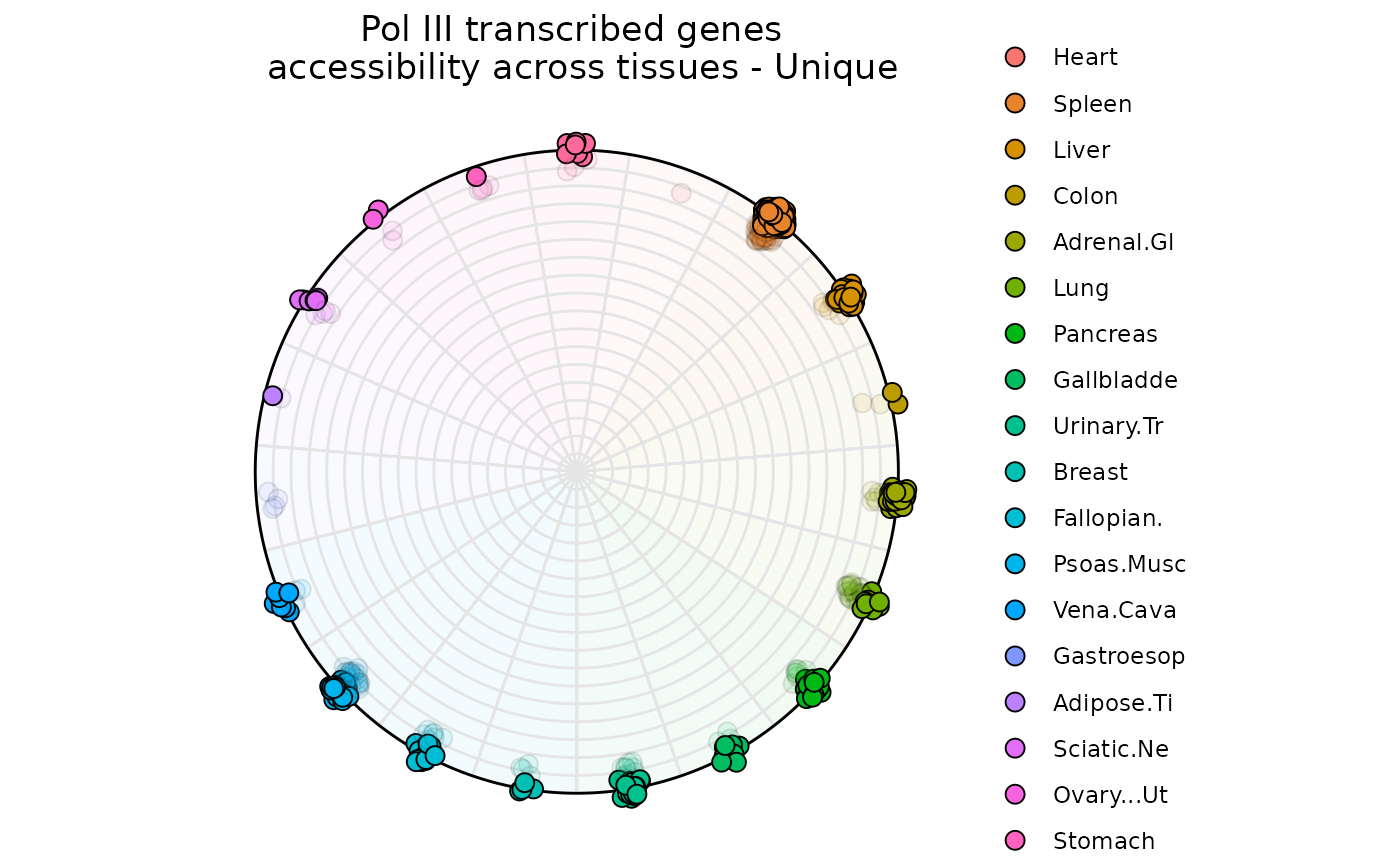 Pol III transcribed genes
accessibility across tissues - Unique
Heart
Spleen
Liver
Colon
Adrenal.Gl
Lung
Pancreas
Gallbladde
Urinary.Tr
Breast
Fallopian.
Psoas.Musc
Vena.Cava
Gastroesop
Adipose.Ti
Sciatic.Ne
Ovary...Ut
Stomach